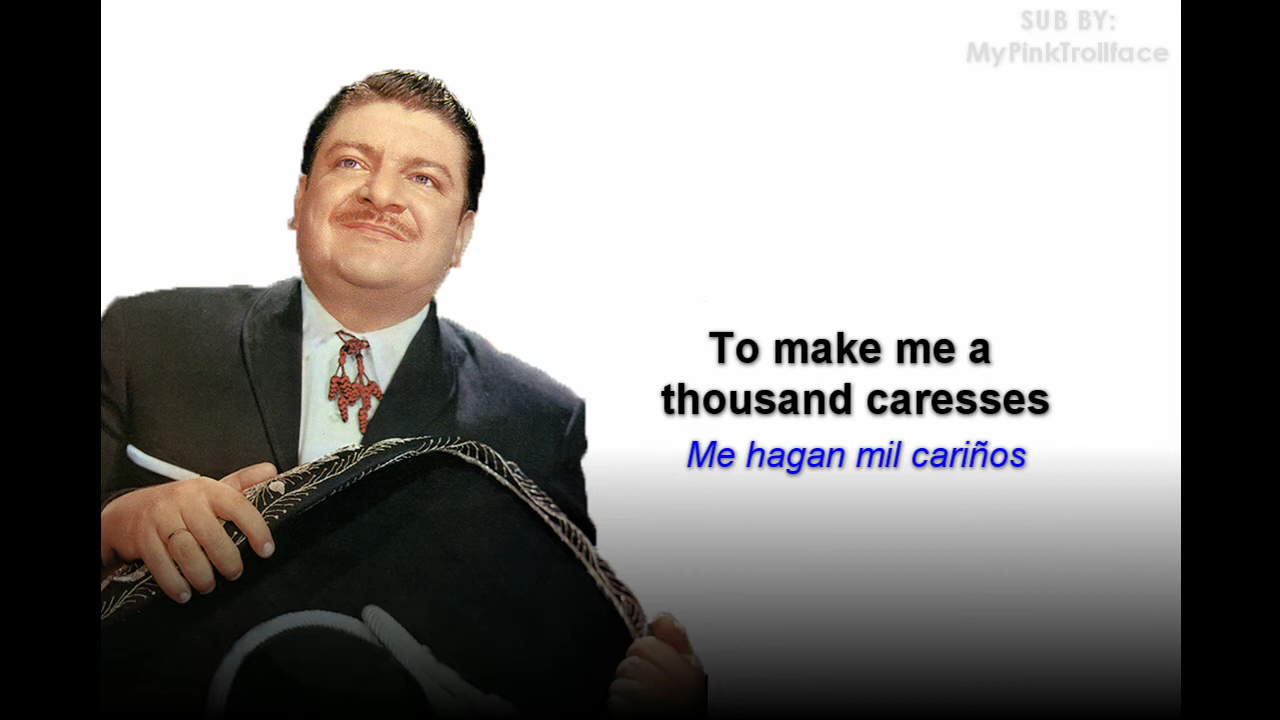 SUB BY:
MyPinkTrollface
To make me a
thousand caresses
Me hagan mil cariños